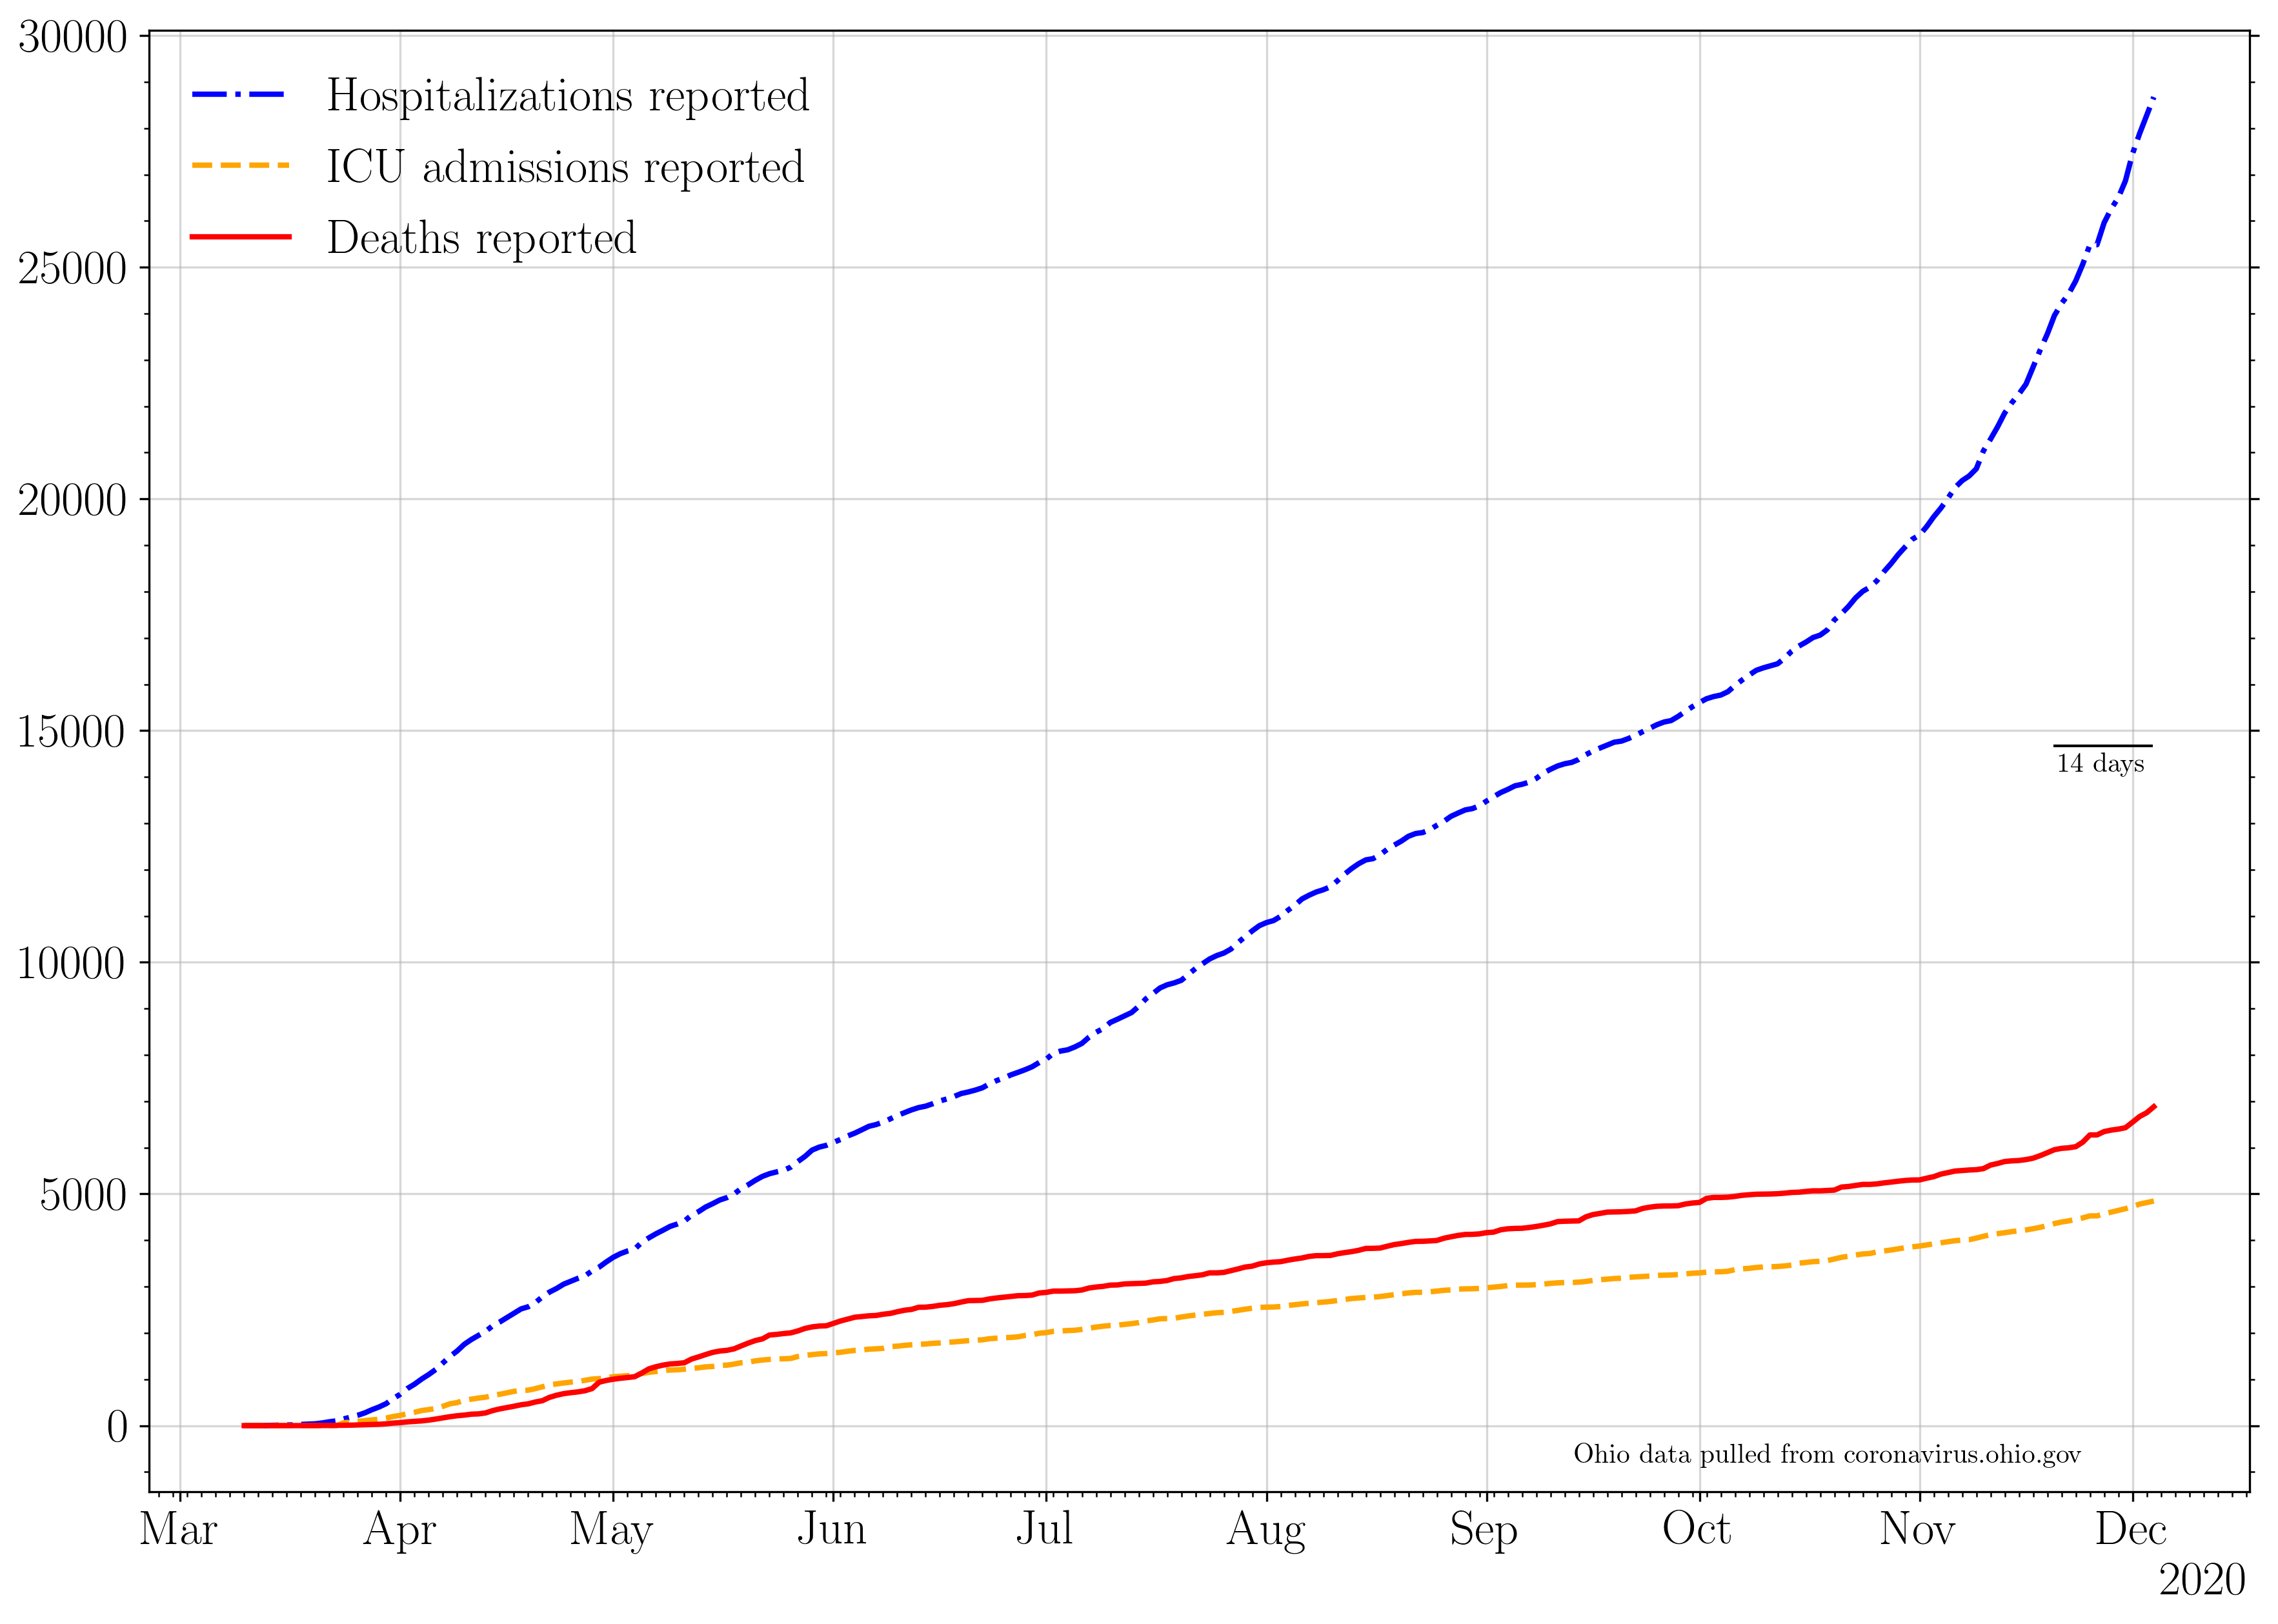 30000
Hospitalizations reported
ICU admissions reported
Deaths reported
25000
20000
15000
14 days
10000
5000
0
Ohio data pulled from coronavirus.ohio.gov
Mar Apr May Jun Jul Aug Sep Oct Nov Dec
2020